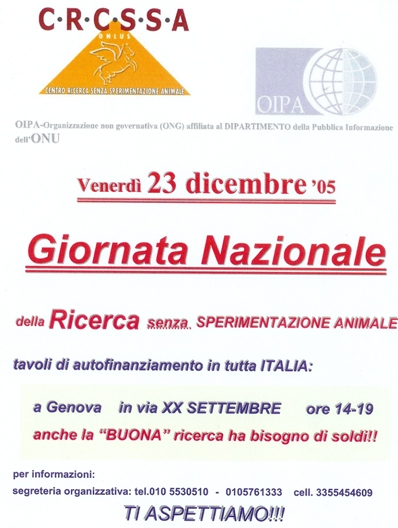 C·R·C·S·S·A
ONLUS
CENTRO RICERCA SENZA SPERIMENTAZIONE ANIMALE
OIPA
OIPA-Organizzazione non governativa (ONG) affiliata al DIPARTIMENTO della Pubblica Informazione
dell'ONU
Venerdì 23 dicembre '05
Giornata Nazionale
della Ricerca senza SPERIMENTAZIONE ANIMALE
tavoli di autofinanziamento in tutta ITALIA:
a Genova in via XX SETTEMBRE ore 14-19
anche la "BUONA" ricerca ha bisogno di soldi!!
per informazioni:
segreteria organizzativa: tel.010 5530510 - 0105761333 cell. 3355454609
TI ASPETTIAMO!!!